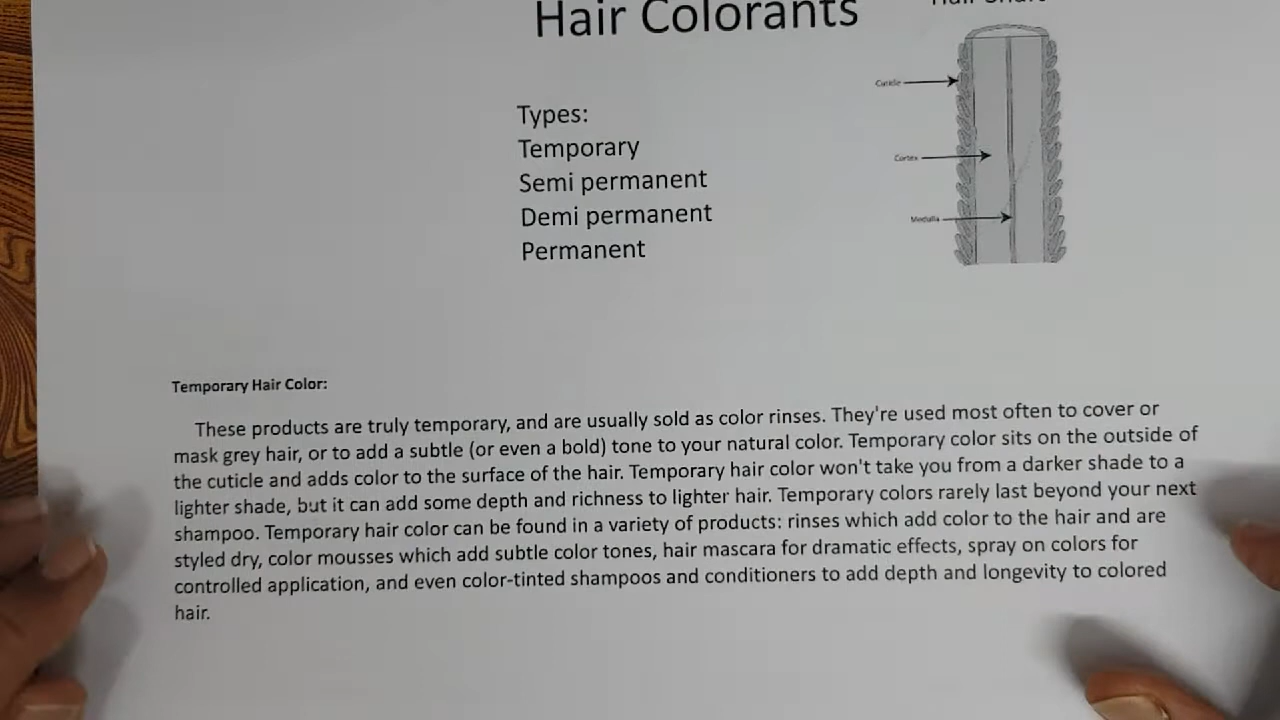 Hair Colorants
Types:
Temporary
Semi permanent
Demi permanent
Permanent
Cuticle
Cortex
Medulla
Temporary Hair Color:
These products are truly temporary, and are usually sold as color rinses. They're used most often to cover or
mask grey hair, or to add a subtle (or even a bold) tone to your natural color. Temporary color sits on the outside of
the cuticle and adds color to the surface of the hair. Temporary hair color won't take you from a darker shade to a
lighter shade, but it can add some depth and richness to lighter hair. Temporary colors rarely last beyond your next
shampoo. Temporary hair color can be found in a variety of products: rinses which add color to the hair and are
styled dry, color mousses which add subtle color tones, hair mascara for dramatic effects, spray on colors for
controlled application, and even color-tinted shampoos and conditioners to add depth and longevity to colored
hair.